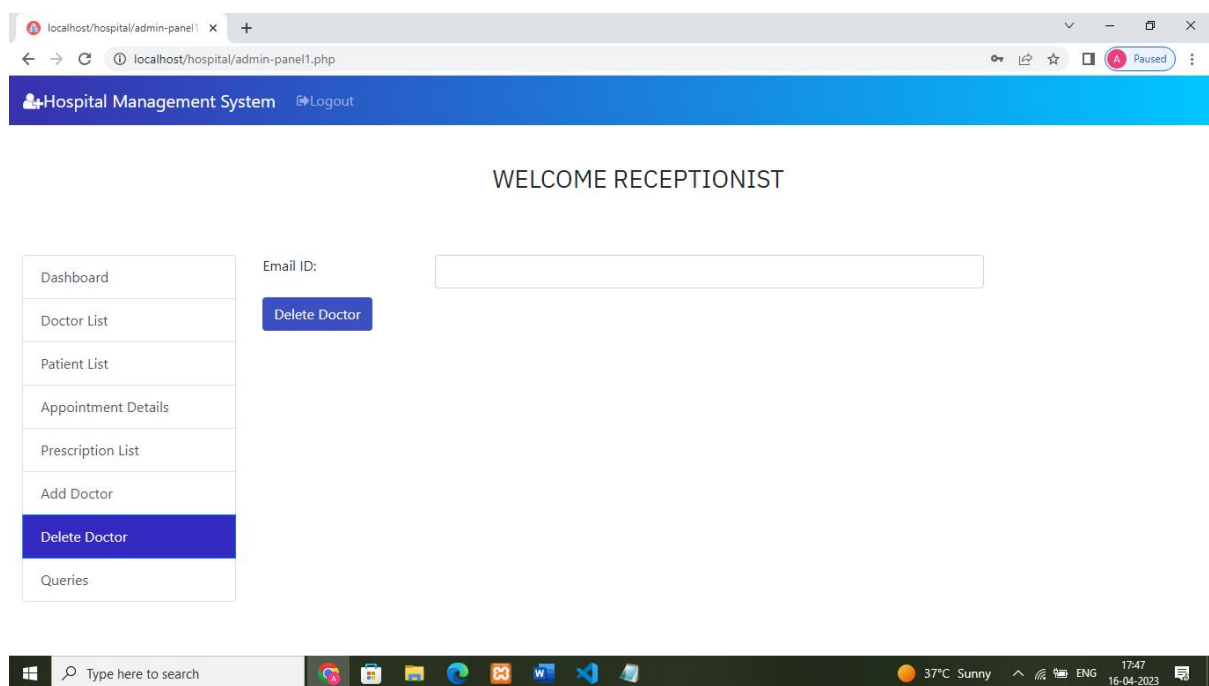 localhost/hospital/admin-panel1
localhost/hospital/admin-panel1.php
A Paused
Hospital Management System Logout
WELCOME RECEPTIONIST
Dashboard
Doctor List
Patient List
Appointment Details
Prescription List
Add Doctor
Delete Doctor
Queries
Email ID:
Delete Doctor
Type here to search
37°C Sunny
ENG
17:47
16-04-2023